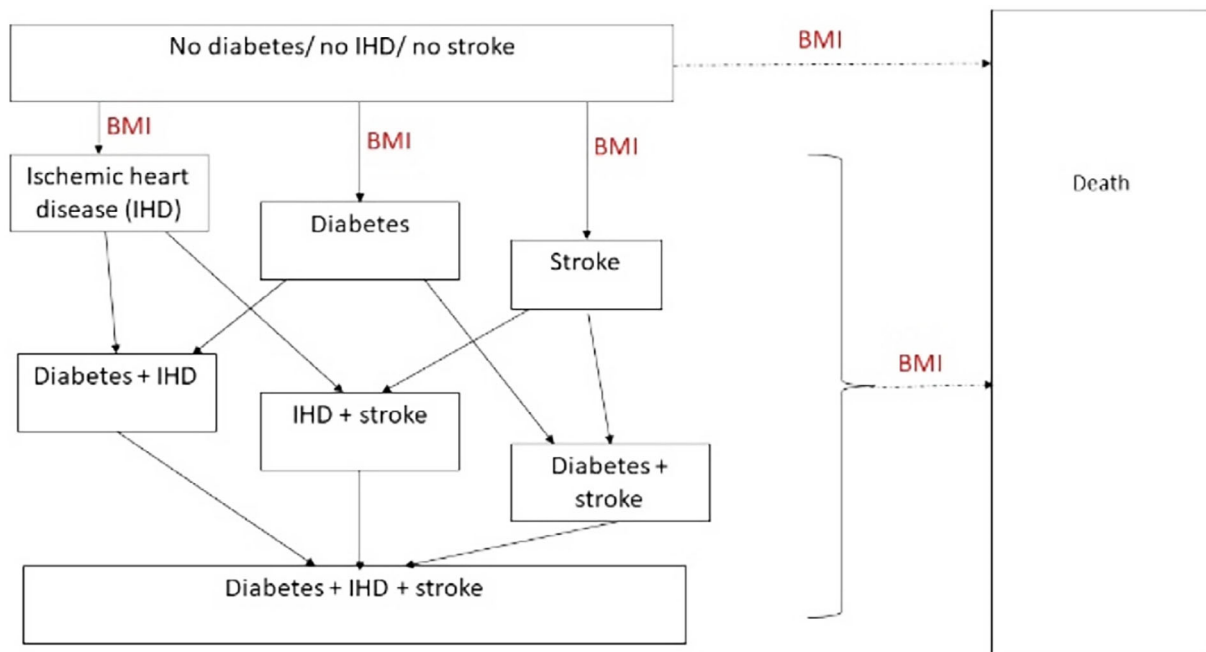 No diabetes/ no IHD/ no stroke
BMI
BMI
BMI
BMI
Ischemic heart
disease (IHD)
Diabetes
Stroke
Death
Diabetes + IHD
IHD + stroke
BMI
Diabetes +
stroke
Diabetes + IHD + stroke